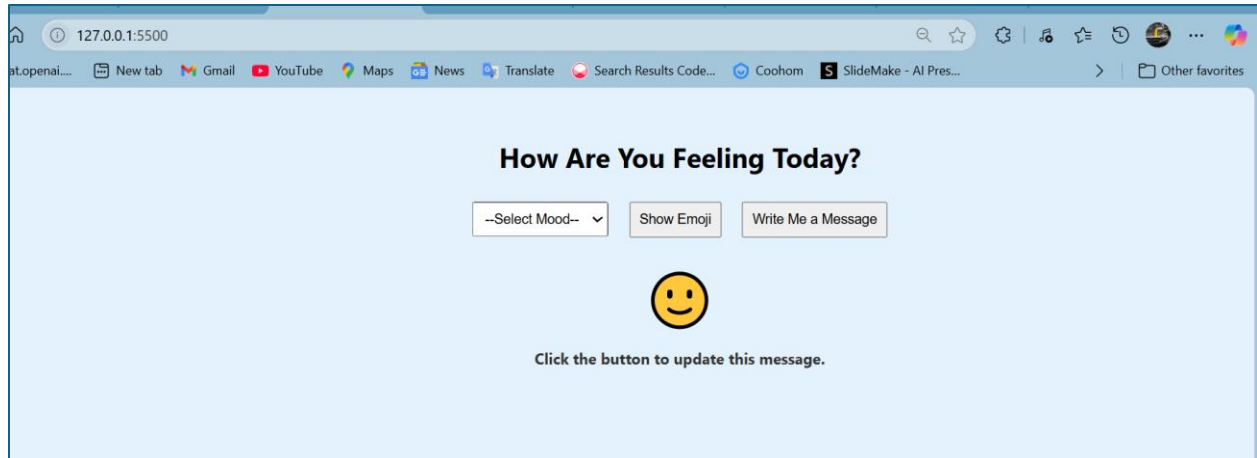 127.0.0.1:5500
at.openai.... New tab Gmail YouTube Maps News Translate Search Results Code... Coohom SlideMake - AI Pres... Other favorites
How Are You Feeling Today?
--Select Mood-- Show Emoji Write Me a Message
Click the button to update this message.